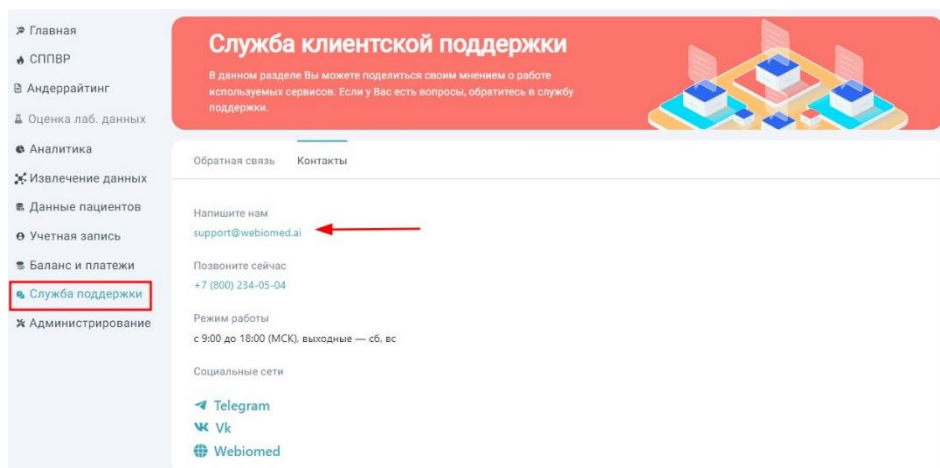 Главная
СППВР
Андеррайтинг
Оценка лаб. данных
Аналитика
Извлечение данных
Данные пациентов
Учетная запись
Баланс и платежи
Служба поддержки
Администрирование
Служба клиентской поддержки
В данном разделе Вы можете поделиться своим мнением о работе
используемых сервисов. Если у Вас есть вопросы, обратитесь в службу
поддержки.
Обратная связь Контакты
Напишите нам
support@webiomed.ai
Позвоните сейчас
+7 (800) 234-05-04
Режим работы
с 9:00 до 18:00 (МСК), выходные — сб, вс
Социальные сети
Telegram
Vk
Webiomed